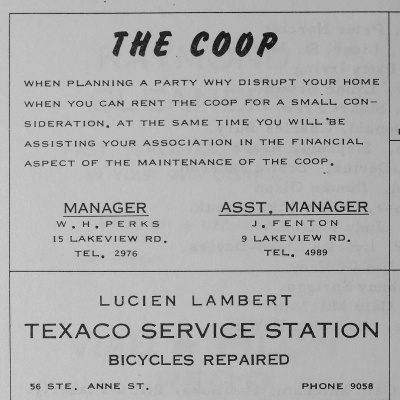 THE COOP
WHEN PLANNING A PARTY WHY DISRUPT YOUR HOME
WHEN YOU CAN RENT THE COOP FOR A SMALL CON-
SIDERATION. AT THE SAME TIME YOU WILL BE
ASSISTING YOUR ASSOCIATION IN THE FINANCIAL
ASPECT OF THE MAINTENANCE OF THE COOP.
MANAGER
W. H. PERKS
15 LAKEVIEW RD.
TEL. 2976
ASST. MANAGER
J. FENTON
9 LAKEVIEW RD.
TEL. 4989
LUCIEN LAMBERT
TEXACO SERVICE STATION
BICYCLES REPAIRED
56 STE. ANNE ST. PHONE 9058